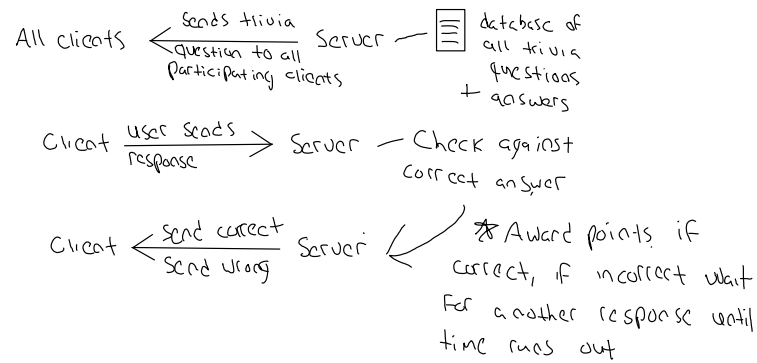 All clients
sends trivia
question to all
participating clients
Server
database of
all trivia
questions
+ answers
Client
user sends
response
Server
Check against
correct answer
Client
Send correct
Send wrong
Server
* Award points if
correct, if incorrect wait
for another response until
time runs out